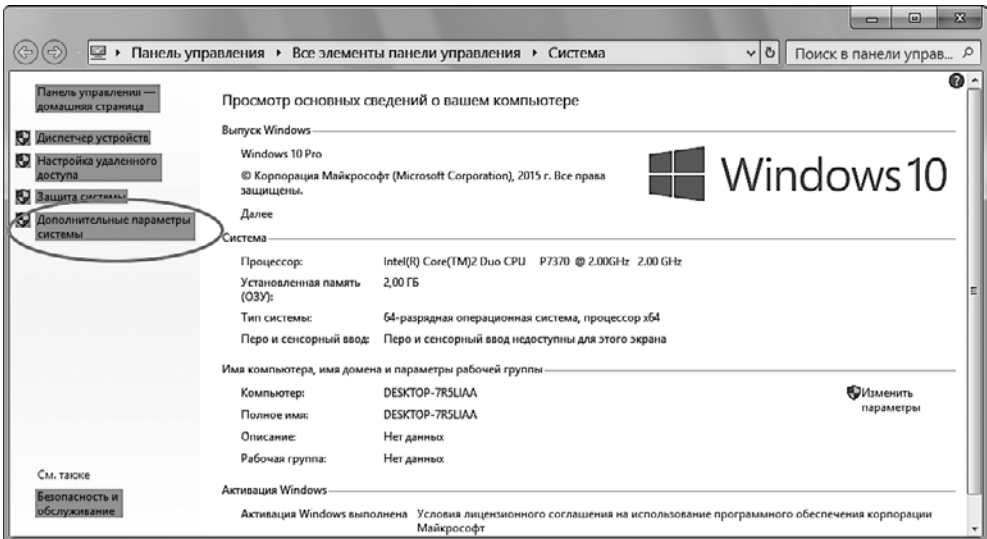 Панель управления
Все элементы панели управления
Система
Поиск в панели управ...
Панель управления —
домашняя страница
Диспетчер устройств
Настройка удаленного
доступа
Защита системы
Дополнительные параметры
системы
См. также
Безопасность и
обслуживание
Просмотр основных сведений о вашем компьютере
Выпуск Windows
Windows 10 Pro
© Корпорация Майкрософт (Microsoft Corporation), 2015 г. Все права
защищены.
Далее
Windows 10
Система
Процессор: Intel(R) Core(TM)2 Duo CPU P7370 @ 2.00GHz 2.00 GHz
Установленная память 2,00 ГБ
(ОЗУ):
Тип системы: 64-разрядная операционная система, процессор x64
Перо и сенсорный ввод: Перо и сенсорный ввод недоступны для этого экрана
Имя компьютера, имя домена и параметры рабочей группы
Компьютер: DESKTOP-7R5LIAA
Изменить
параметры
Полное имя: DESKTOP-7R5LIAA
Описание: Нет данных
Рабочая группа: Нет данных
Активация Windows
Активация Windows выполнена Условия лицензионного соглашения на использование программного обеспечения корпорации
Майкрософт